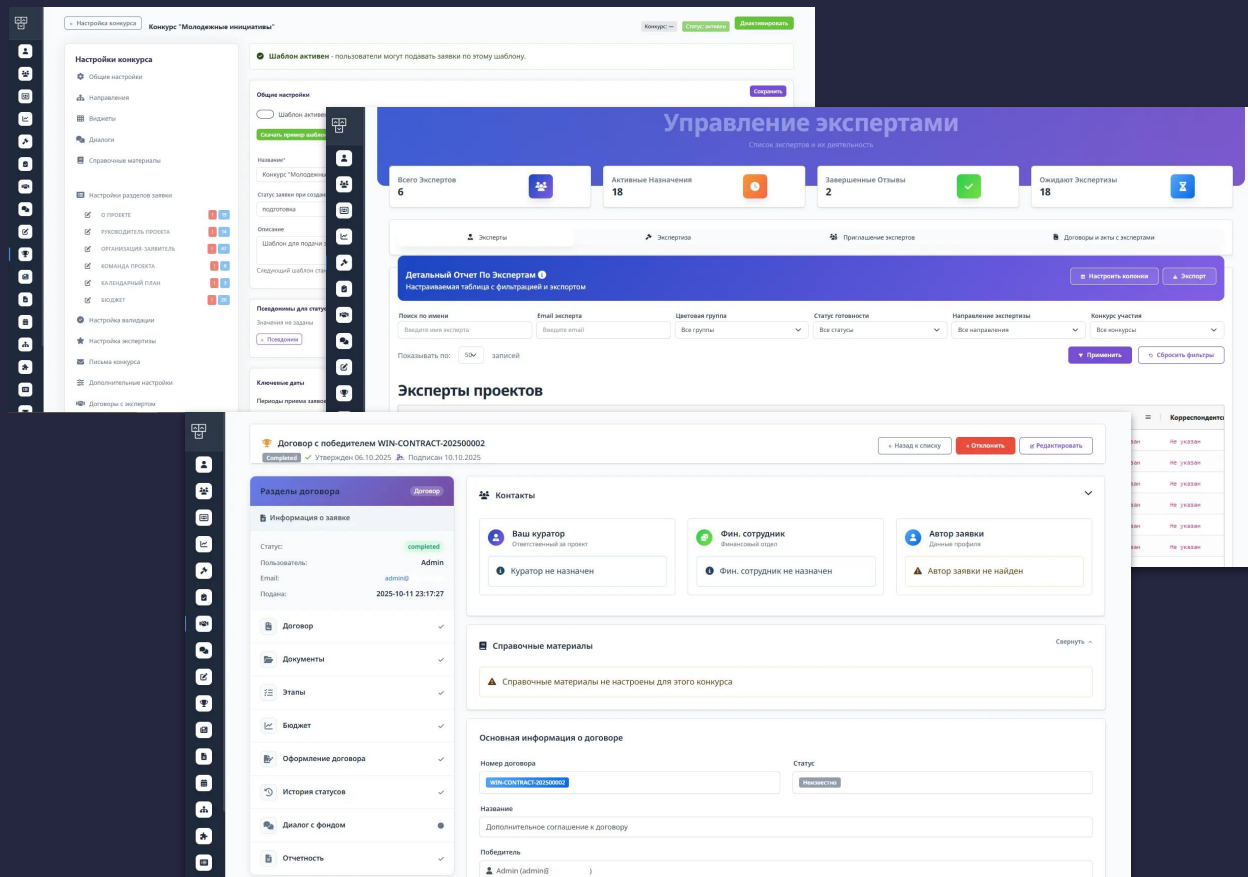 ← Настройка конкурса
Конкурс "Молодежные инициативы"
Конкурс: —
Статус: активен
Деактивировать
Настройки конкурса
Общие настройки
Направления
Виджеты
Диалоги
Справочные материалы
Настройки разделов заявки
О ПРОЕКТЕ
РУКОВОДИТЕЛЬ ПРОЕКТА
ОРГАНИЗАЦИЯ-ЗАЯВИТЕЛЬ
КОМАНДА ПРОЕКТА
КАЛЕНДАРНЫЙ ПЛАН
БЮДЖЕТ
Настройка валидации
Настройка экспертизы
Письма конкурса
Дополнительные настройки
Договоры с экспертом
Шаблон активен - пользователи могут подавать заявки по этому шаблону.
Общие настройки
Сохранить
Шаблон активен
Скачать пример шаблон
Название*
Конкурс "Молодежны
Статус заявки при создан
подготовка
Описание
Шаблон для подачи з
Следующий шаблон ста
Псевдонимы для статус
Значения не заданы
+ Псевдоним
Ключевые даты
Периоды приема заявок
Управление экспертами
Список экспертов и их деятельность
Всего Экспертов
6
Активные Назначения
18
Завершенные Отзывы
2
Ожидают Экспертизы
18
Эксперты
Экспертиза
Приглашение экспертов
Договоры и акты с экспертами
Детальный Отчет По Экспертам
Настраиваемая таблица с фильтрацией и экспортом
Настроить колонки
Экспорт
Поиск по имени
Email эксперта
Цветовая группа
Статус готовности
Направление экспертизы
Конкурс участия
Введите имя эксперта
Введите email
Все группы
Все статусы
Все направления
Все конкурсы
Показывать по:
50
записей
Применить
Сбросить фильтры
Эксперты проектов
Корреспондентс
зан
Не указан
зан
Не указан
зан
Не указан
зан
Не указан
зан
Не указан
зан
Не указан
Договор с победителем WIN-CONTRACT-202500002
Completed
Утвержден 06.10.2025
Подписан 10.10.2025
← Назад к списку
× Отклонить
Редактировать
Разделы договора
Договор
Информация о заявке
Статус:
completed
Пользователь:
Admin
Email:
admin@
Подана:
2025-10-11 23:17:27
Договор
Документы
Этапы
Бюджет
Оформление договора
История статусов
Диалог с фондом
Отчетность
Контакты
Ваш куратор
Ответственный за проект
Куратор не назначен
Фин. сотрудник
Финансовый отдел
Фин. сотрудник не назначен
Автор заявки
Данные профиля
Автор заявки не найден
Справочные материалы
Свернуть
Справочные материалы не настроены для этого конкурса
Основная информация о договоре
Номер договора
WIN-CONTRACT-202500002
Статус
Неизвестно
Название
Дополнительное соглашение к договору
Победитель
Admin (admin@ )